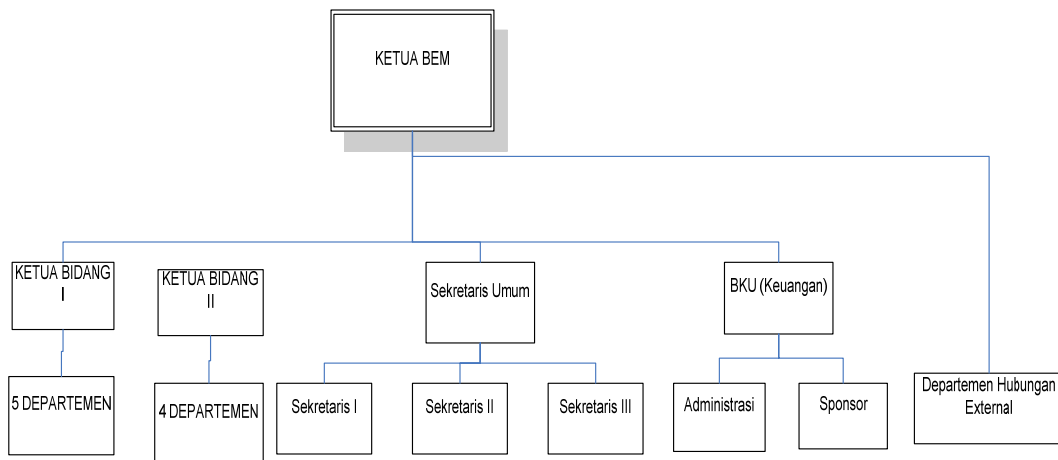 KETUA BEM
KETUA BIDANG
I
KETUA BIDANG
II
Sekretaris Umum
BKU (Keuangan)
5 DEPARTEMEN
4 DEPARTEMEN
Sekretaris I
Sekretaris II
Sekretaris III
Administrasi
Sponsor
Departemen Hubungan
External